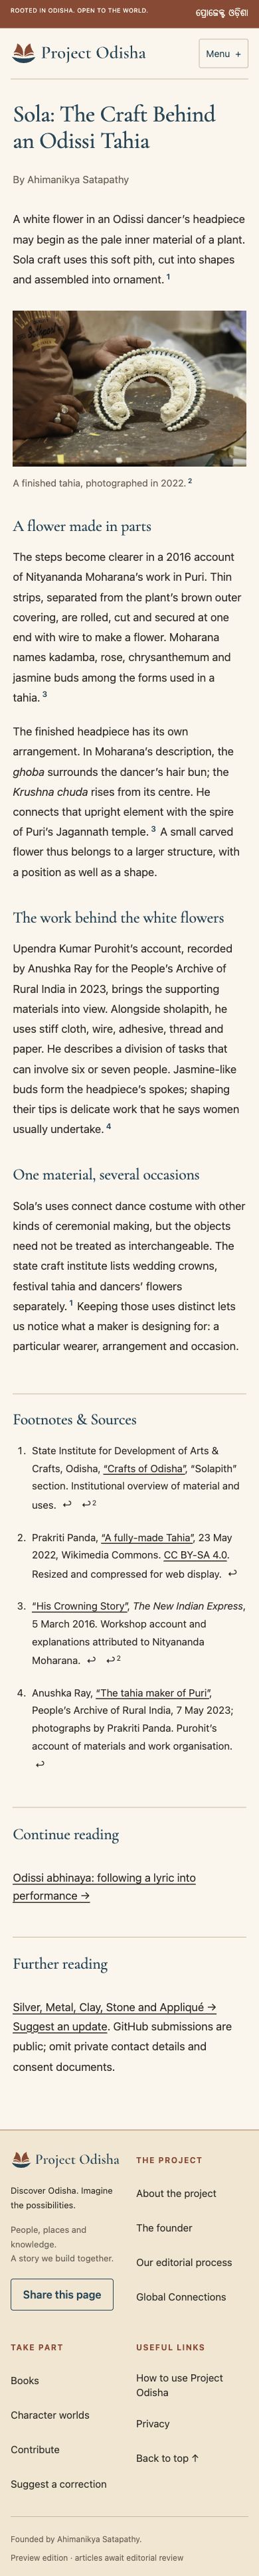 ROOTED IN ODISHA. OPEN TO THE WORLD.
ପ୍ରୋଜେକ୍ଟ ଓଡ଼ିଶା
Project Odisha
Menu +
Sola: The Craft Behind
an Odissi Tahia
By Ahimanikya Satapathy
A white flower in an Odissi dancer’s headpiece
may begin as the pale inner material of a plant.
Sola craft uses this soft pith, cut into shapes
and assembled into ornament. 1
A finished tahia, photographed in 2022. 2
A flower made in parts
The steps become clearer in a 2016 account
of Nityananda Moharana’s work in Puri. Thin
strips, separated from the plant’s brown outer
covering, are rolled, cut and secured at one
end with wire to make a flower. Moharana
names kadamba, rose, chrysanthemum and
jasmine buds among the forms used in a
tahia. 3
The finished headpiece has its own
arrangement. In Moharana’s description, the
ghoba surrounds the dancer’s hair bun; the
Krushna chuda rises from its centre. He
connects that upright element with the spire
of Puri’s Jagannath temple. 3 A small carved
flower thus belongs to a larger structure, with
a position as well as a shape.
The work behind the white flowers
Upendra Kumar Purohit’s account, recorded
by Anushka Ray for the People’s Archive of
Rural India in 2023, brings the supporting
materials into view. Alongside sholapith, he
uses stiff cloth, wire, adhesive, thread and
paper. He describes a division of tasks that
can involve six or seven people. Jasmine-like
buds form the headpiece’s spokes; shaping
their tips is delicate work that he says women
usually undertake. 4
One material, several occasions
Sola’s uses connect dance costume with other
kinds of ceremonial making, but the objects
need not be treated as interchangeable. The
state craft institute lists wedding crowns,
festival tahia and dancers’ flowers
separately. 1 Keeping those uses distinct lets
us notice what a maker is designing for: a
particular wearer, arrangement and occasion.
Footnotes & Sources
1. State Institute for Development of Arts &
Crafts, Odisha, “Crafts of Odisha”, “Solapith”
section. Institutional overview of material and
uses. ↩ ↩2
2. Prakriti Panda, “A fully-made Tahia”, 23 May
2022, Wikimedia Commons. CC BY-SA 4.0.
Resized and compressed for web display. ↩
3. “His Crowning Story”, The New Indian Express,
5 March 2016. Workshop account and
explanations attributed to Nityananda
Moharana. ↩ ↩2
4. Anushka Ray, “The tahia maker of Puri”,
People’s Archive of Rural India, 7 May 2023;
photographs by Prakriti Panda. Purohit’s
account of materials and work organisation.
↩
Continue reading
Odissi abhinaya: following a lyric into
performance →
Further reading
Silver, Metal, Clay, Stone and Appliqué →
Suggest an update. GitHub submissions are
public; omit private contact details and
consent documents.
Project Odisha
Discover Odisha. Imagine
the possibilities.
People, places and
knowledge.
A story we build together.
Share this page
THE PROJECT
About the project
The founder
Our editorial process
Global Connections
TAKE PART
Books
Character worlds
Contribute
Suggest a correction
USEFUL LINKS
How to use Project
Odisha
Privacy
Back to top ↑
Founded by Ahimanikya Satapathy.
Preview edition · articles await editorial review